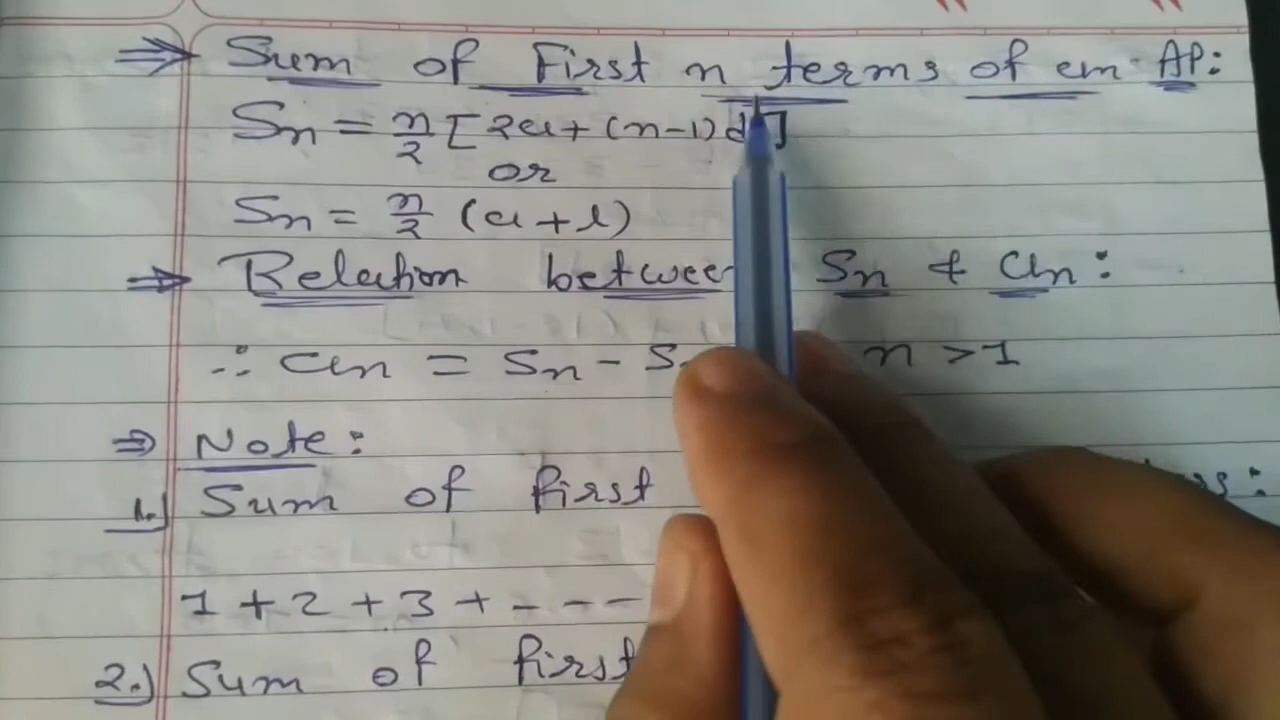 ⇒ Sum of First n terms of an AP:
Sn = n/2 [2a + (n-1)d]
or
Sn = n/2 (a + l)
⇒ Relation between Sn & an:
∴ an = Sn - S n > 1
⇒ Note:
1.) Sum of first
1 + 2 + 3 + - - -
2.) Sum of first